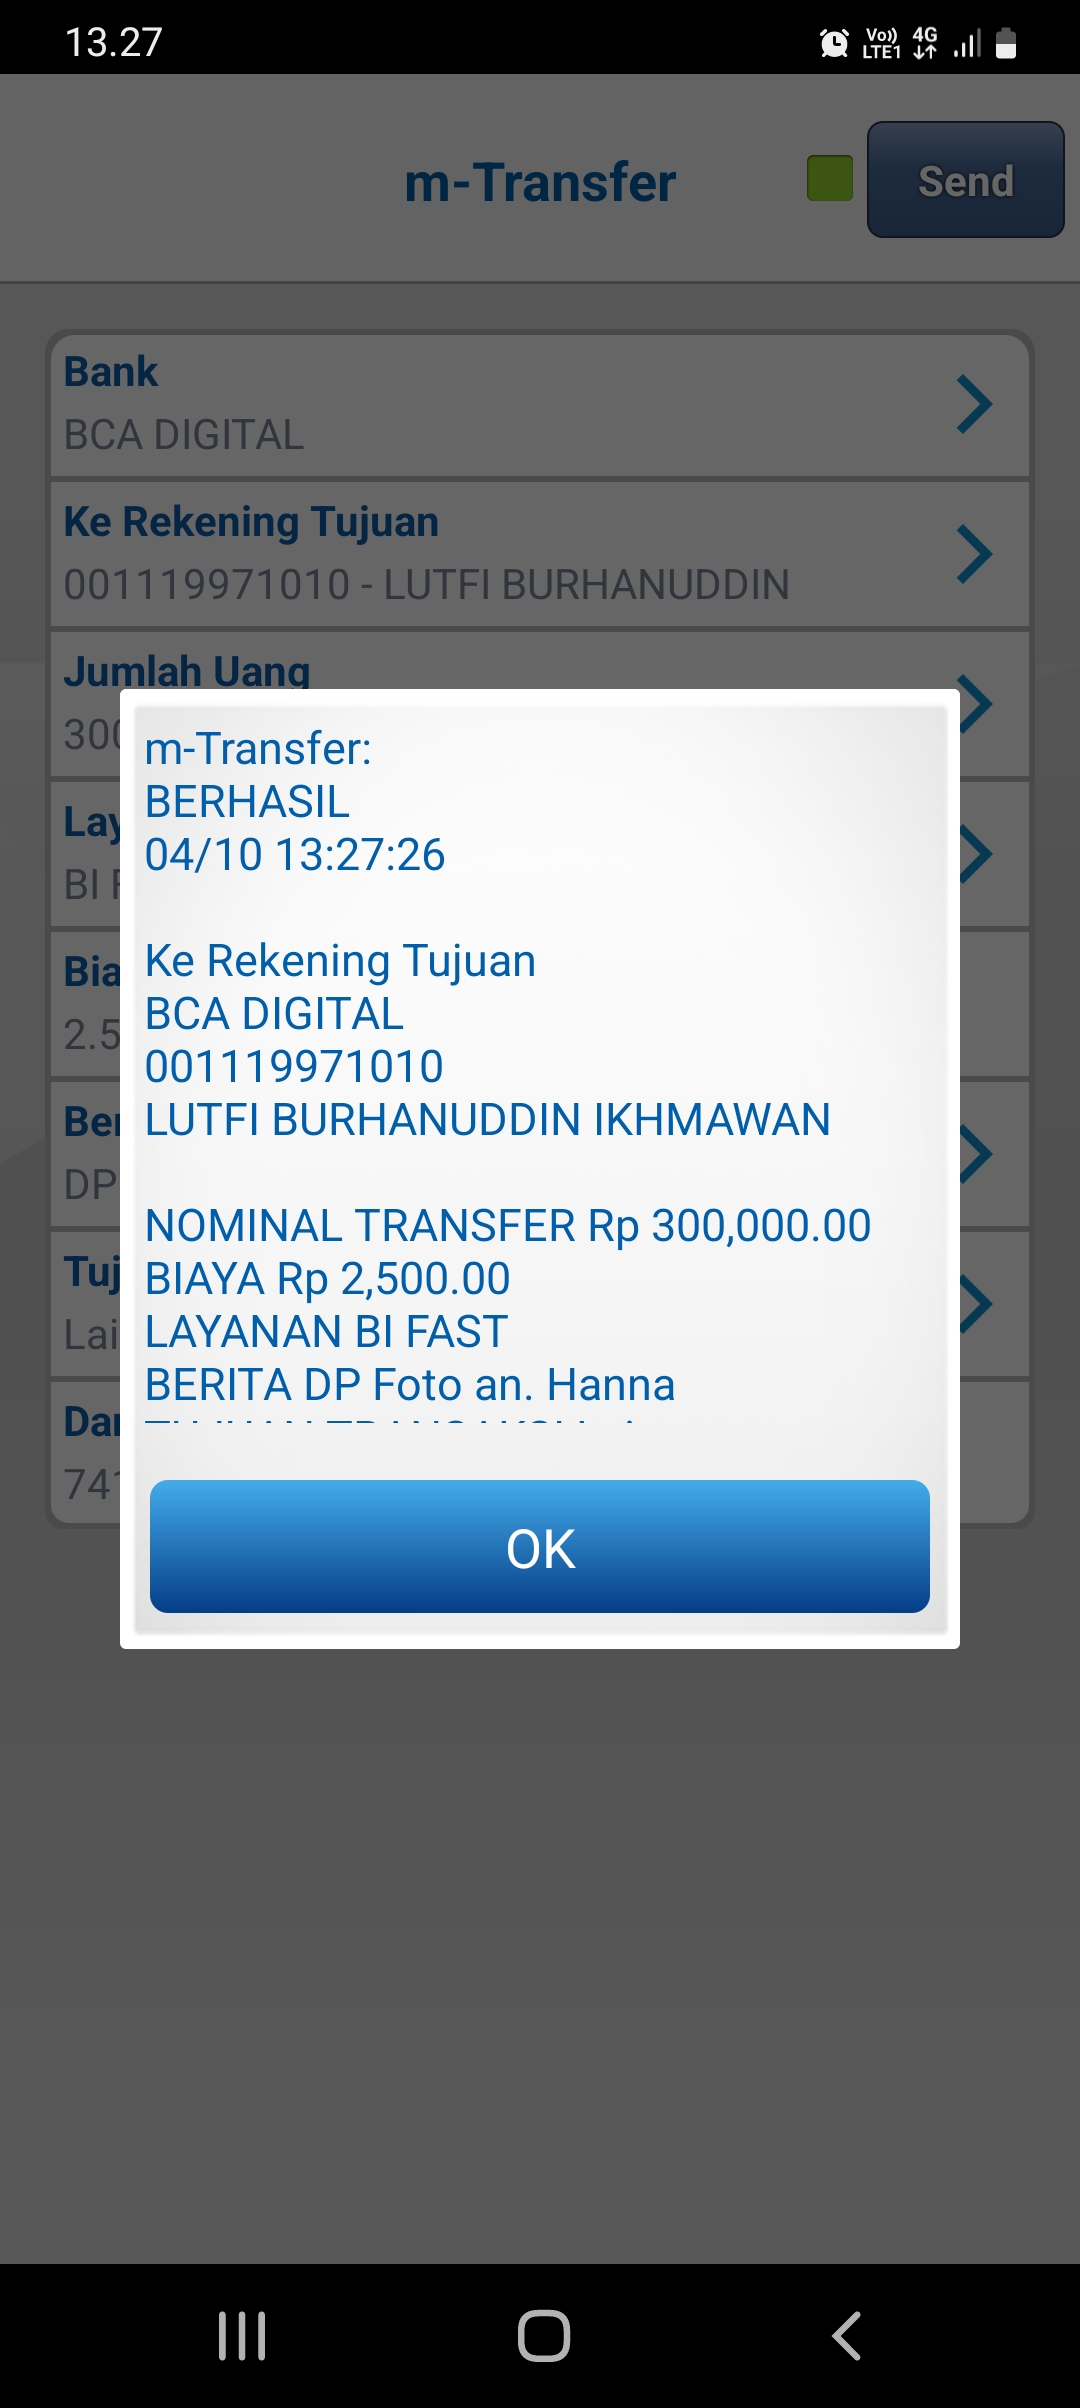 13.27
Vo)) LTE1 4G
m-Transfer
Send
Bank
BCA DIGITAL
Ke Rekening Tujuan
001119971010 - LUTFI BURHANUDDIN
Jumlah Uang
300
Lay
BI
Bia
2.5
Ber
DP
Tuj
Lai
Dar
741
m-Transfer:
BERHASIL
04/10 13:27:26
Ke Rekening Tujuan
BCA DIGITAL
001119971010
LUTFI BURHANUDDIN IKHMAWAN
NOMINAL TRANSFER Rp 300,000.00
BIAYA Rp 2,500.00
LAYANAN BI FAST
BERITA DP Foto an. Hanna
OK